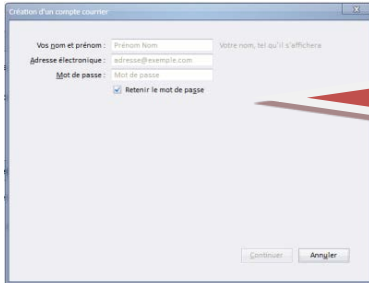 Création d'un compte courrier
Vos nom et prénom : Prénom Nom Votre nom, tel qu'il s'affichera
Adresse électronique : adresse@exemple.com
Mot de passe : Mot de passe
Retenir le mot de passe
Continuer Annuler